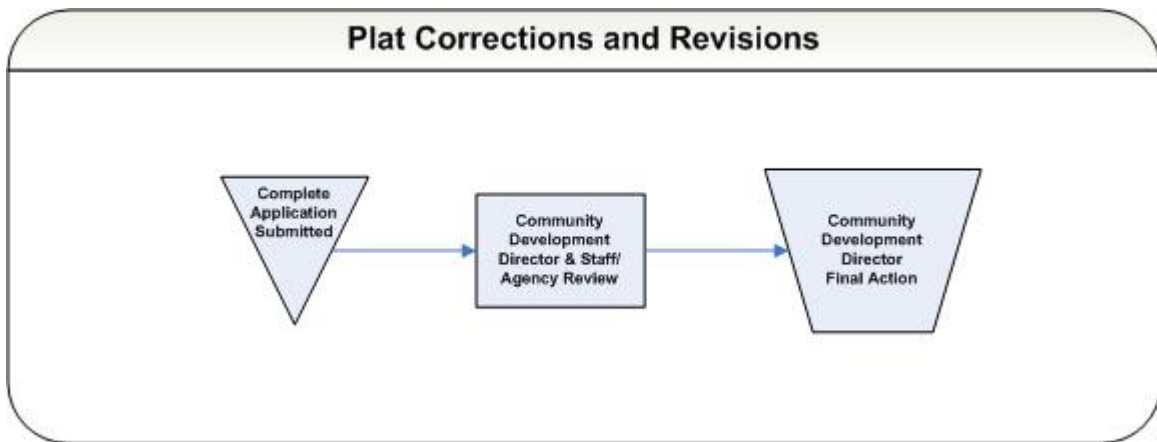 Plat Corrections and Revisions
Complete
Application
Submitted
Community
Development
Director & Staff/
Agency Review
Community
Development
Director
Final Action